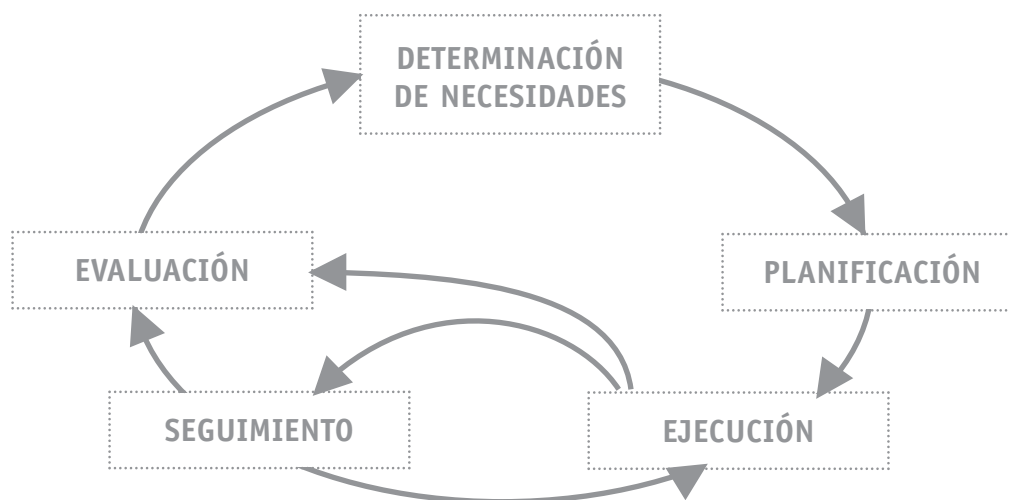 DETERMINACIÓN
DE NECESIDADES
EVALUACIÓN
PLANIFICACIÓN
SEGUIMIENTO
EJECUCIÓN